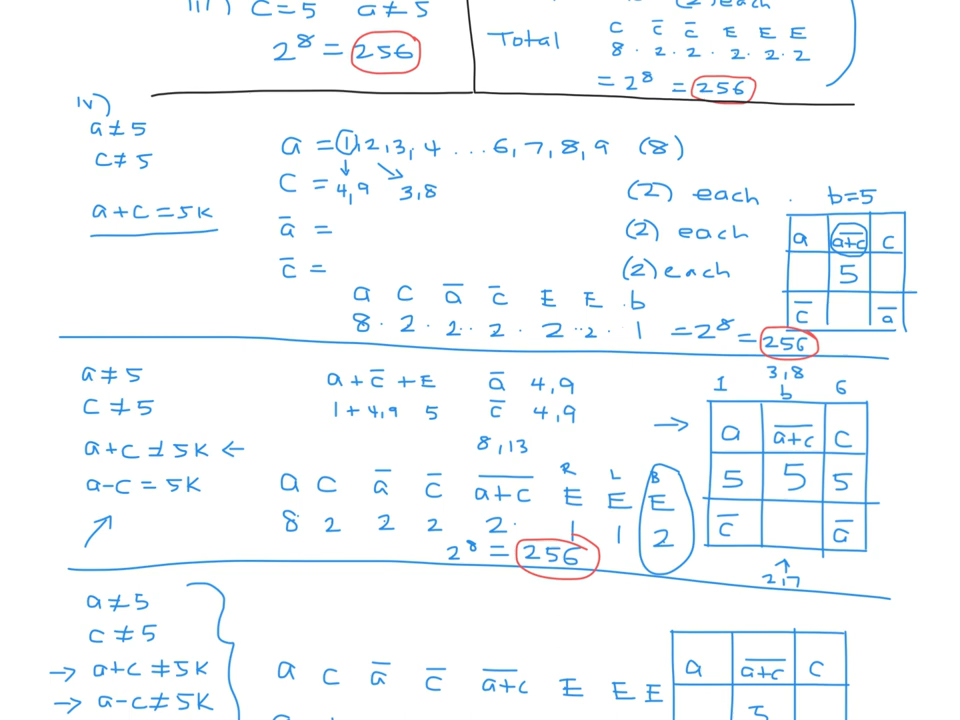 iii) c=5 a≠5
2⁸ = 256
(2) each
Total c c̄ c̄ E E E
8 · 2 · 2 · 2 · 2 · 2
= 2⁸ = 256
iv)
a≠5
c≠5
a+c=5K
a = 1,2,3,4 ... 6,7,8,9 (8)
c = 4,9 3,8 (2) each
ā = (2) each
c̄ = (2) each
a c ā c̄ E E b
8 · 2 · 2 · 2 · 2 · 2 · 1 = 2⁸ = 256
b=5
a a̅+̅c̅ c
5
c̄ ā
a≠5
c≠5
a+c≠5K ←
a-c=5K
a + c̄ + E ā 4,9
1 + 4,9 5 c̄ 4,9
8,13
R L B
a c ā c̄ a̅+̅c̅ E E E
8 2 2 2 2 · 1 1 2
2⁸ = 256
3,8
1 b 6
→ a a̅+̅c̅ c
5 5 5
c̄ ā
↑
2,7
a≠5
c≠5
→ a+c≠5K
→ a-c≠5K
a c ā c̄ a̅+̅c̅ E E E
a a̅+̅c̅ c
5